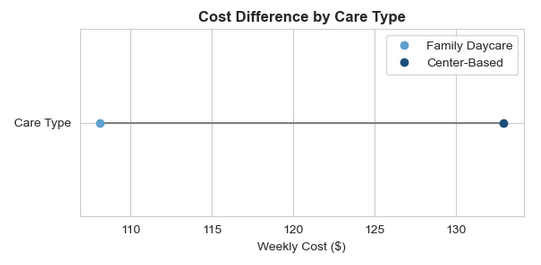 Cost Difference by Care Type
Family Daycare
Center-Based
Care Type
110 115 120 125 130
Weekly Cost ($)